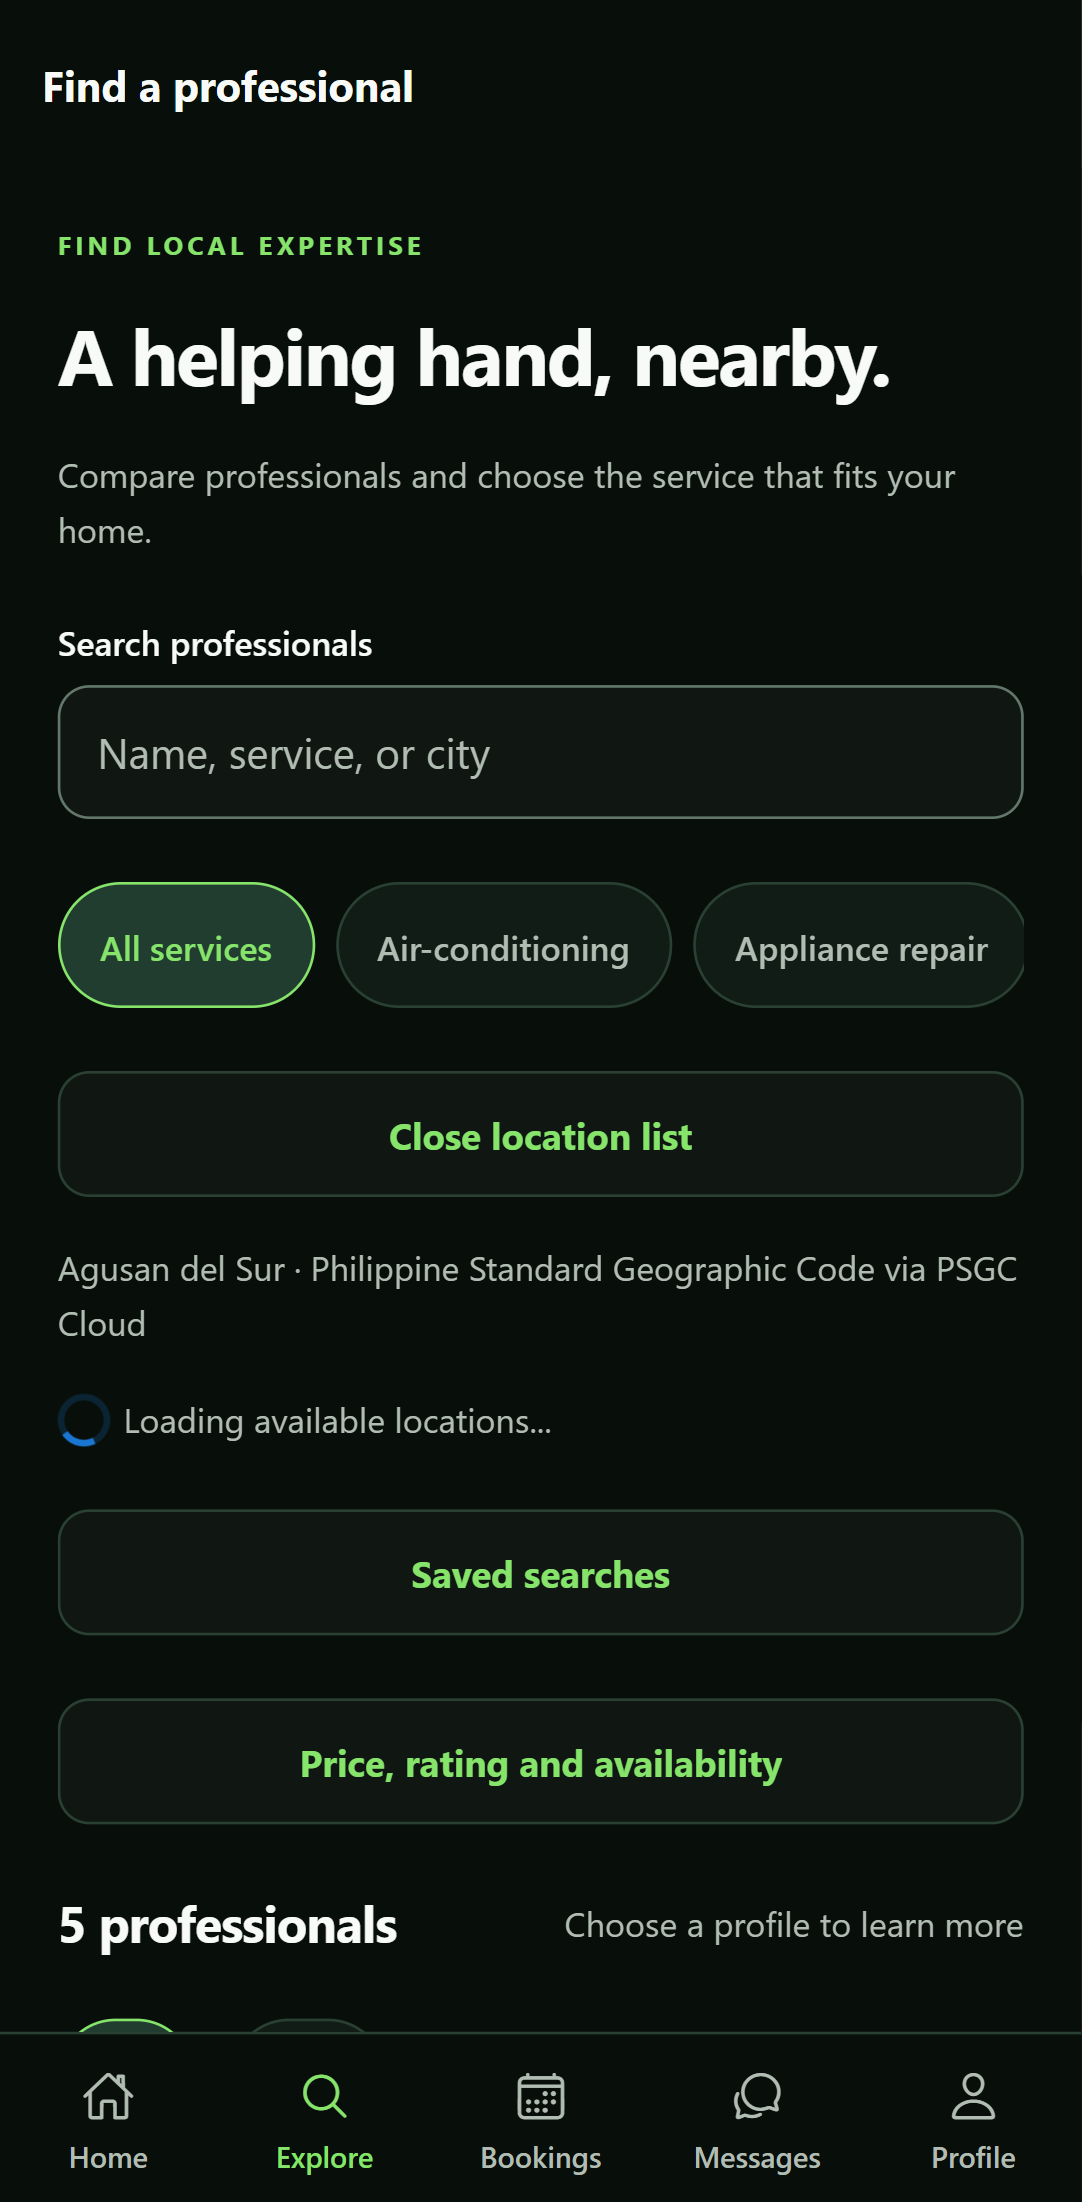 Find a professional
FIND LOCAL EXPERTISE
A helping hand, nearby.
Compare professionals and choose the service that fits your
home.
Search professionals
Name, service, or city
All services
Air-conditioning
Appliance repair
Close location list
Agusan del Sur · Philippine Standard Geographic Code via PSGC
Cloud
Loading available locations...
Saved searches
Price, rating and availability
5 professionals
Choose a profile to learn more
Home
Explore
Bookings
Messages
Profile